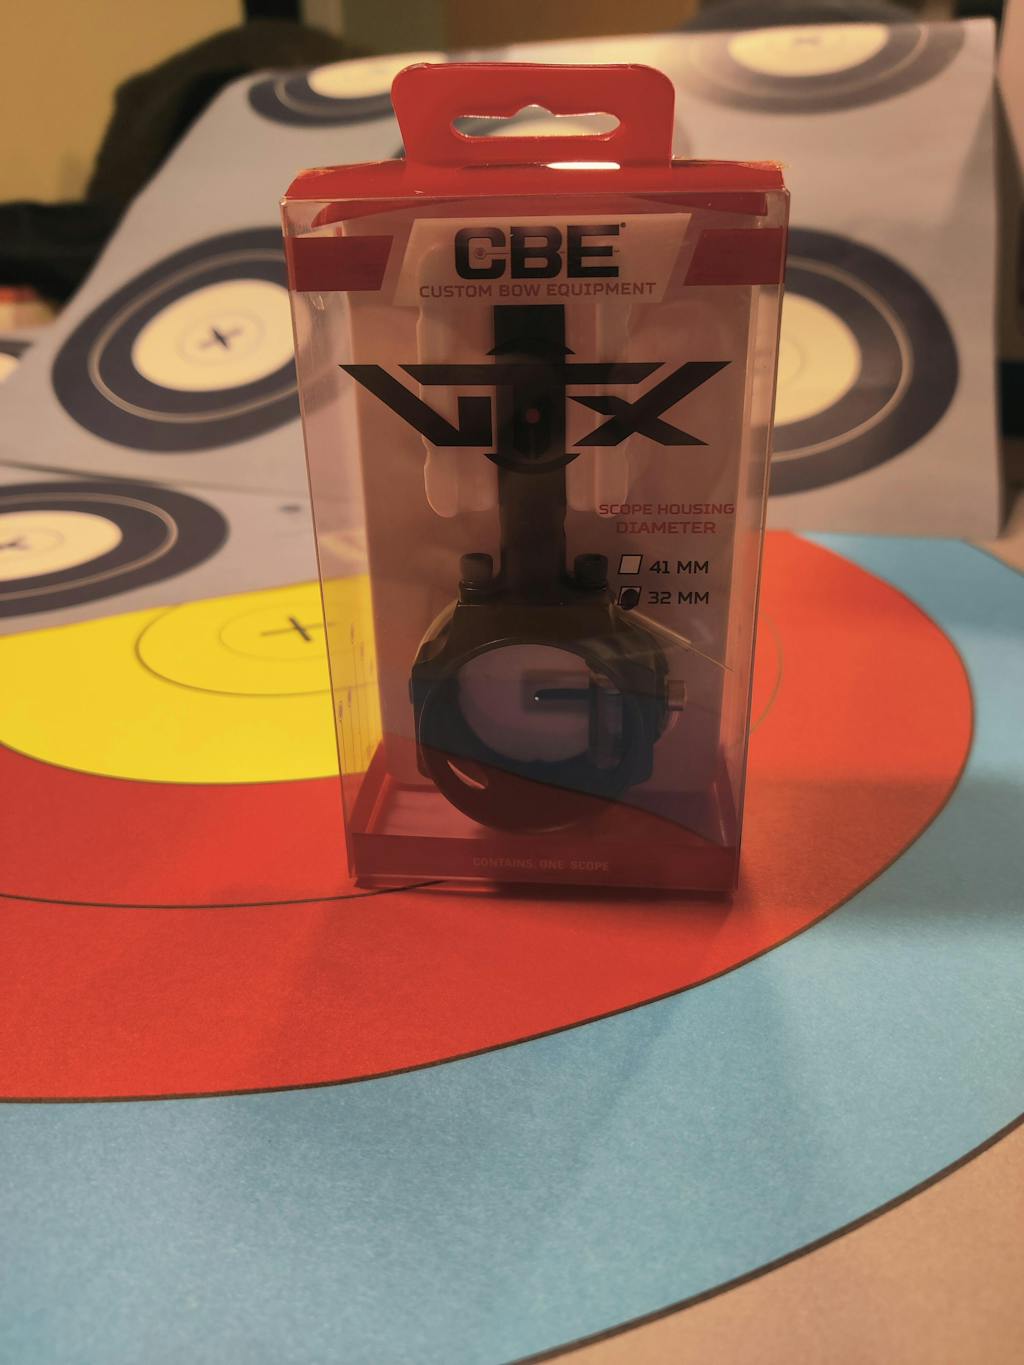 CBE
CUSTOM BOW EQUIPMENT
VTX
SCOPE HOUSING
DIAMETER
41 MM
32 MM
CONTAINS: ONE SCOPE